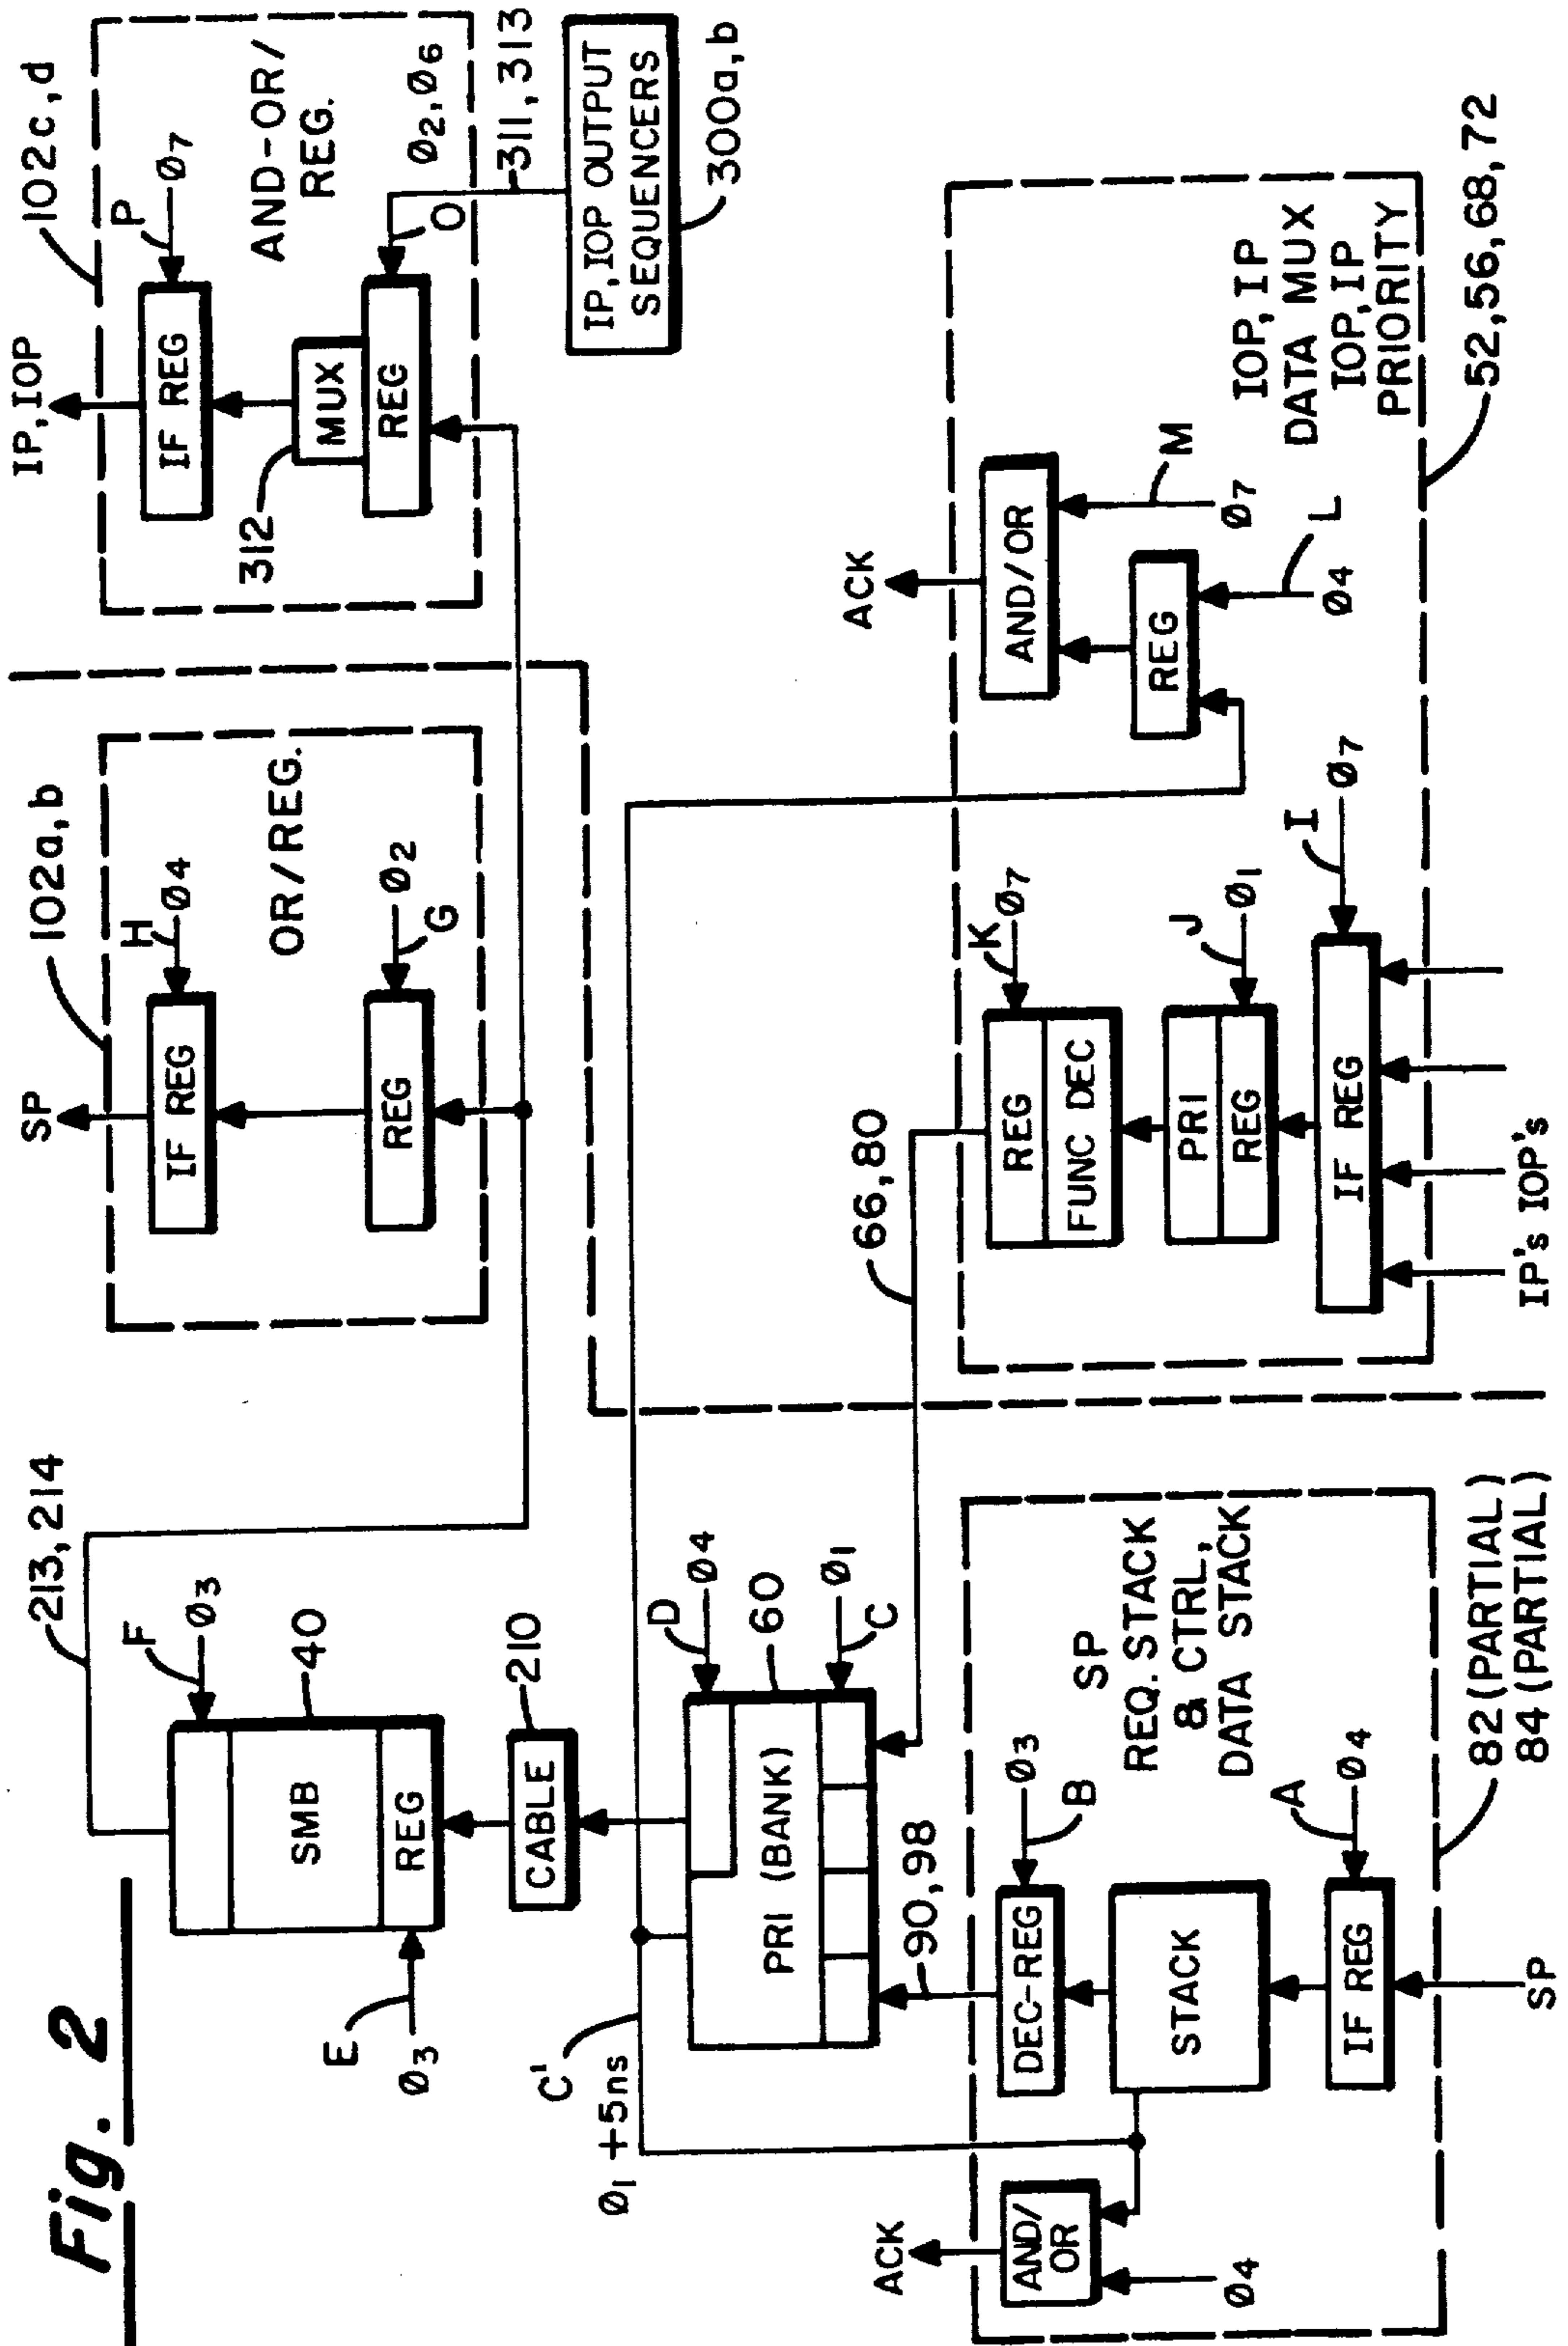 Fig. 2
213, 214
F
Ø3
40
SMB
REG
E
Ø3
210
CABLE
C'
Ø1 +5ns
D
Ø4
60
PRI (BANK)
Ø1
C
90, 98
66, 80
ACK
AND/
OR
Ø4
DEC-REG
Ø3
B
STACK
IF REG
Ø4
A
SP
SP
REQ. STACK
& CTRL,
DATA STACK
82 (PARTIAL)
84 (PARTIAL)
SP
102a, b
IF REG
H
Ø4
OR/REG.
REG
Ø2
G
IP, IOP
102c, d
IF REG
P
Ø7
AND-OR/
REG.
312
MUX
REG
O
Ø2, Ø6
311, 313
IP, IOP OUTPUT
SEQUENCERS
300a, b
ACK
AND/OR
M
Ø7
REG
L
Ø4
REG
FUNC DEC
K
Ø7
PRI
REG
J
Ø1
IF REG
I
Ø7
IP's IOP's
IOP, IP
DATA MUX
IOP, IP
PRIORITY
52, 56, 68, 72